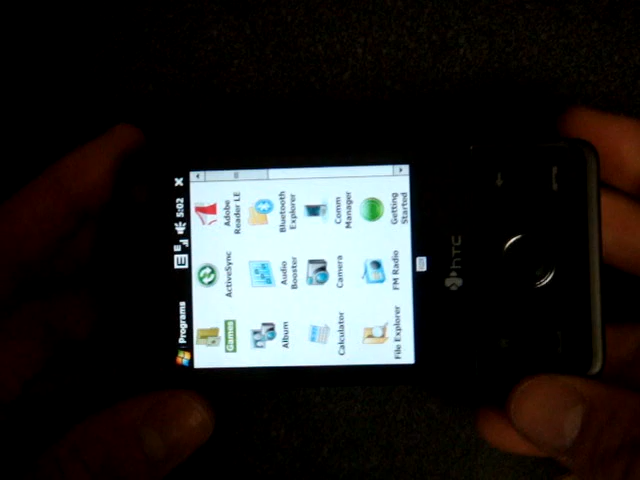 Programs E E 5:02 X
Games
ActiveSync
Adobe
Reader LE
Album
Audio
Booster
Bluetooth
Explorer
Calculator
Camera
Comm
Manager
File Explorer
FM Radio
Getting
Started
hTC